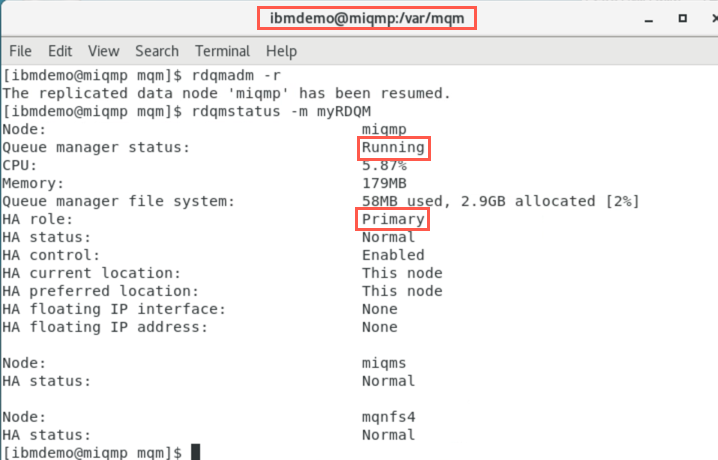 ibmdemo@miqmp:/var/mqm
File Edit View Search Terminal Help
[ibmdemo@miqmp mqm]$ rdqmadm -r
The replicated data node 'miqmp' has been resumed.
[ibmdemo@miqmp mqm]$ rdqmstatus -m myRDQM
Node: miqmp
Queue manager status: Running
CPU: 5.87%
Memory: 179MB
Queue manager file system: 58MB used, 2.9GB allocated [2%]
HA role: Primary
HA status: Normal
HA control: Enabled
HA current location: This node
HA preferred location: This node
HA floating IP interface: None
HA floating IP address: None
Node: miqms
HA status: Normal
Node: mqnfs4
HA status: Normal
[ibmdemo@miqmp mqm]$